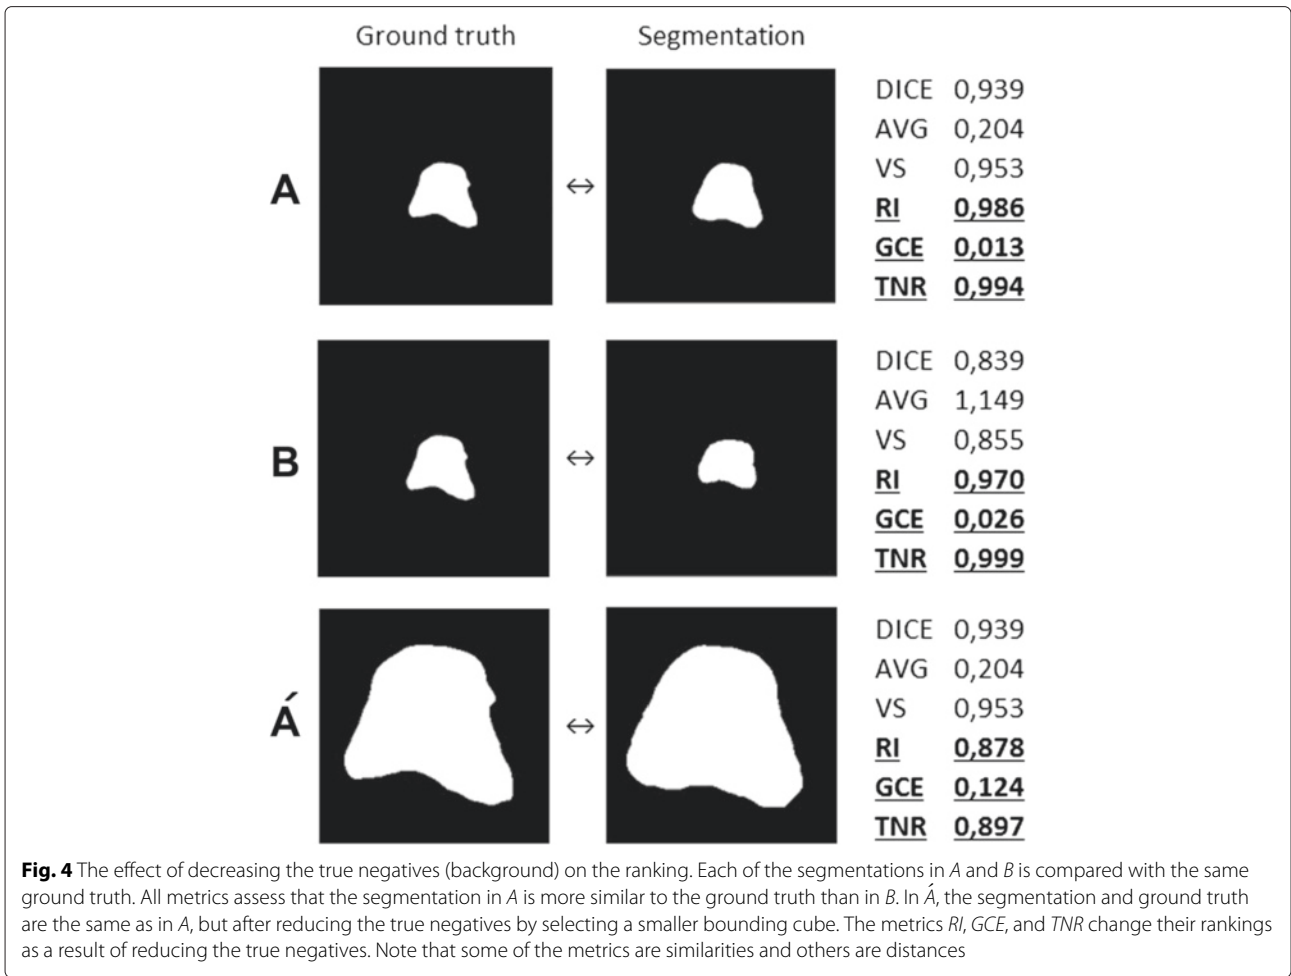 Ground truth Segmentation
A ↔
DICE 0,939
AVG 0,204
VS 0,953
RI 0,986
GCE 0,013
TNR 0,994
B ↔
DICE 0,839
AVG 1,149
VS 0,855
RI 0,970
GCE 0,026
TNR 0,999
Á ↔
DICE 0,939
AVG 0,204
VS 0,953
RI 0,878
GCE 0,124
TNR 0,897
Fig. 4 The effect of decreasing the true negatives (background) on the ranking. Each of the segmentations in A and B is compared with the same
ground truth. All metrics assess that the segmentation in A is more similar to the ground truth than in B. In Á, the segmentation and ground truth
are the same as in A, but after reducing the true negatives by selecting a smaller bounding cube. The metrics RI, GCE, and TNR change their rankings
as a result of reducing the true negatives. Note that some of the metrics are similarities and others are distances